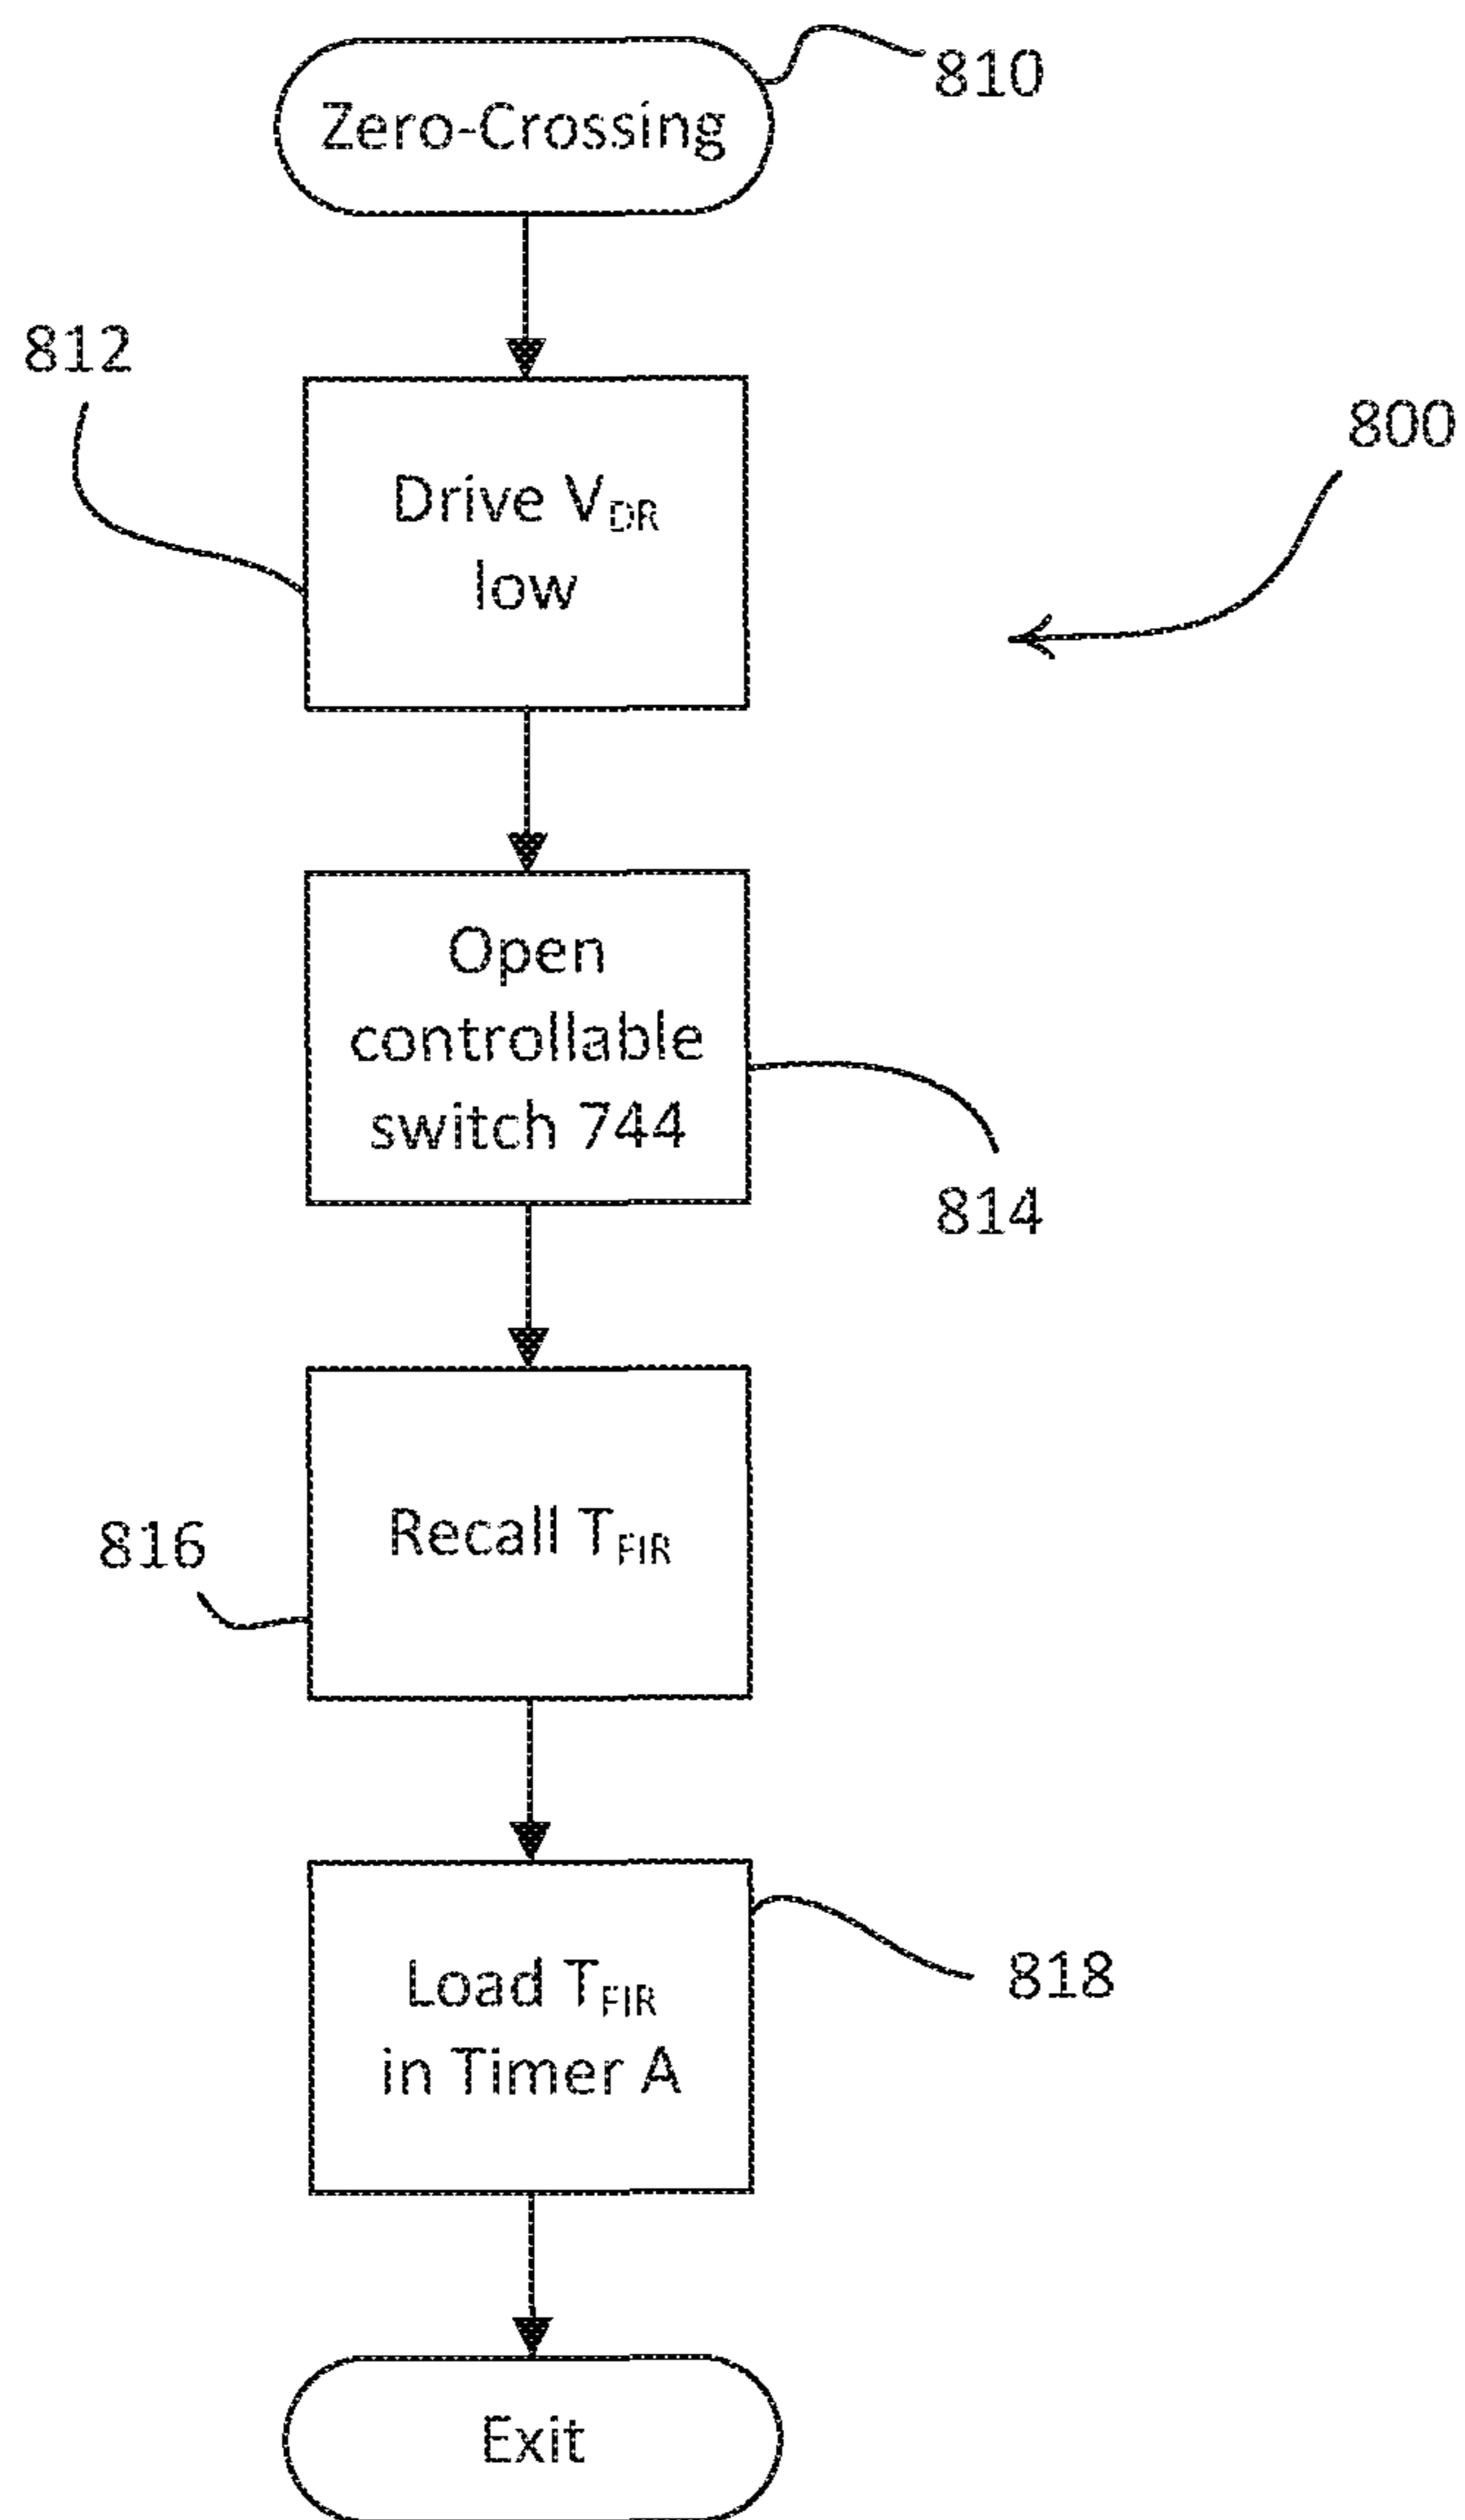 810
Zero-Crossing
812
800
Drive VDR
low
Open
controllable
switch 744
814
816
Recall TFIR
Load TFIR
in Timer A
818
Exit